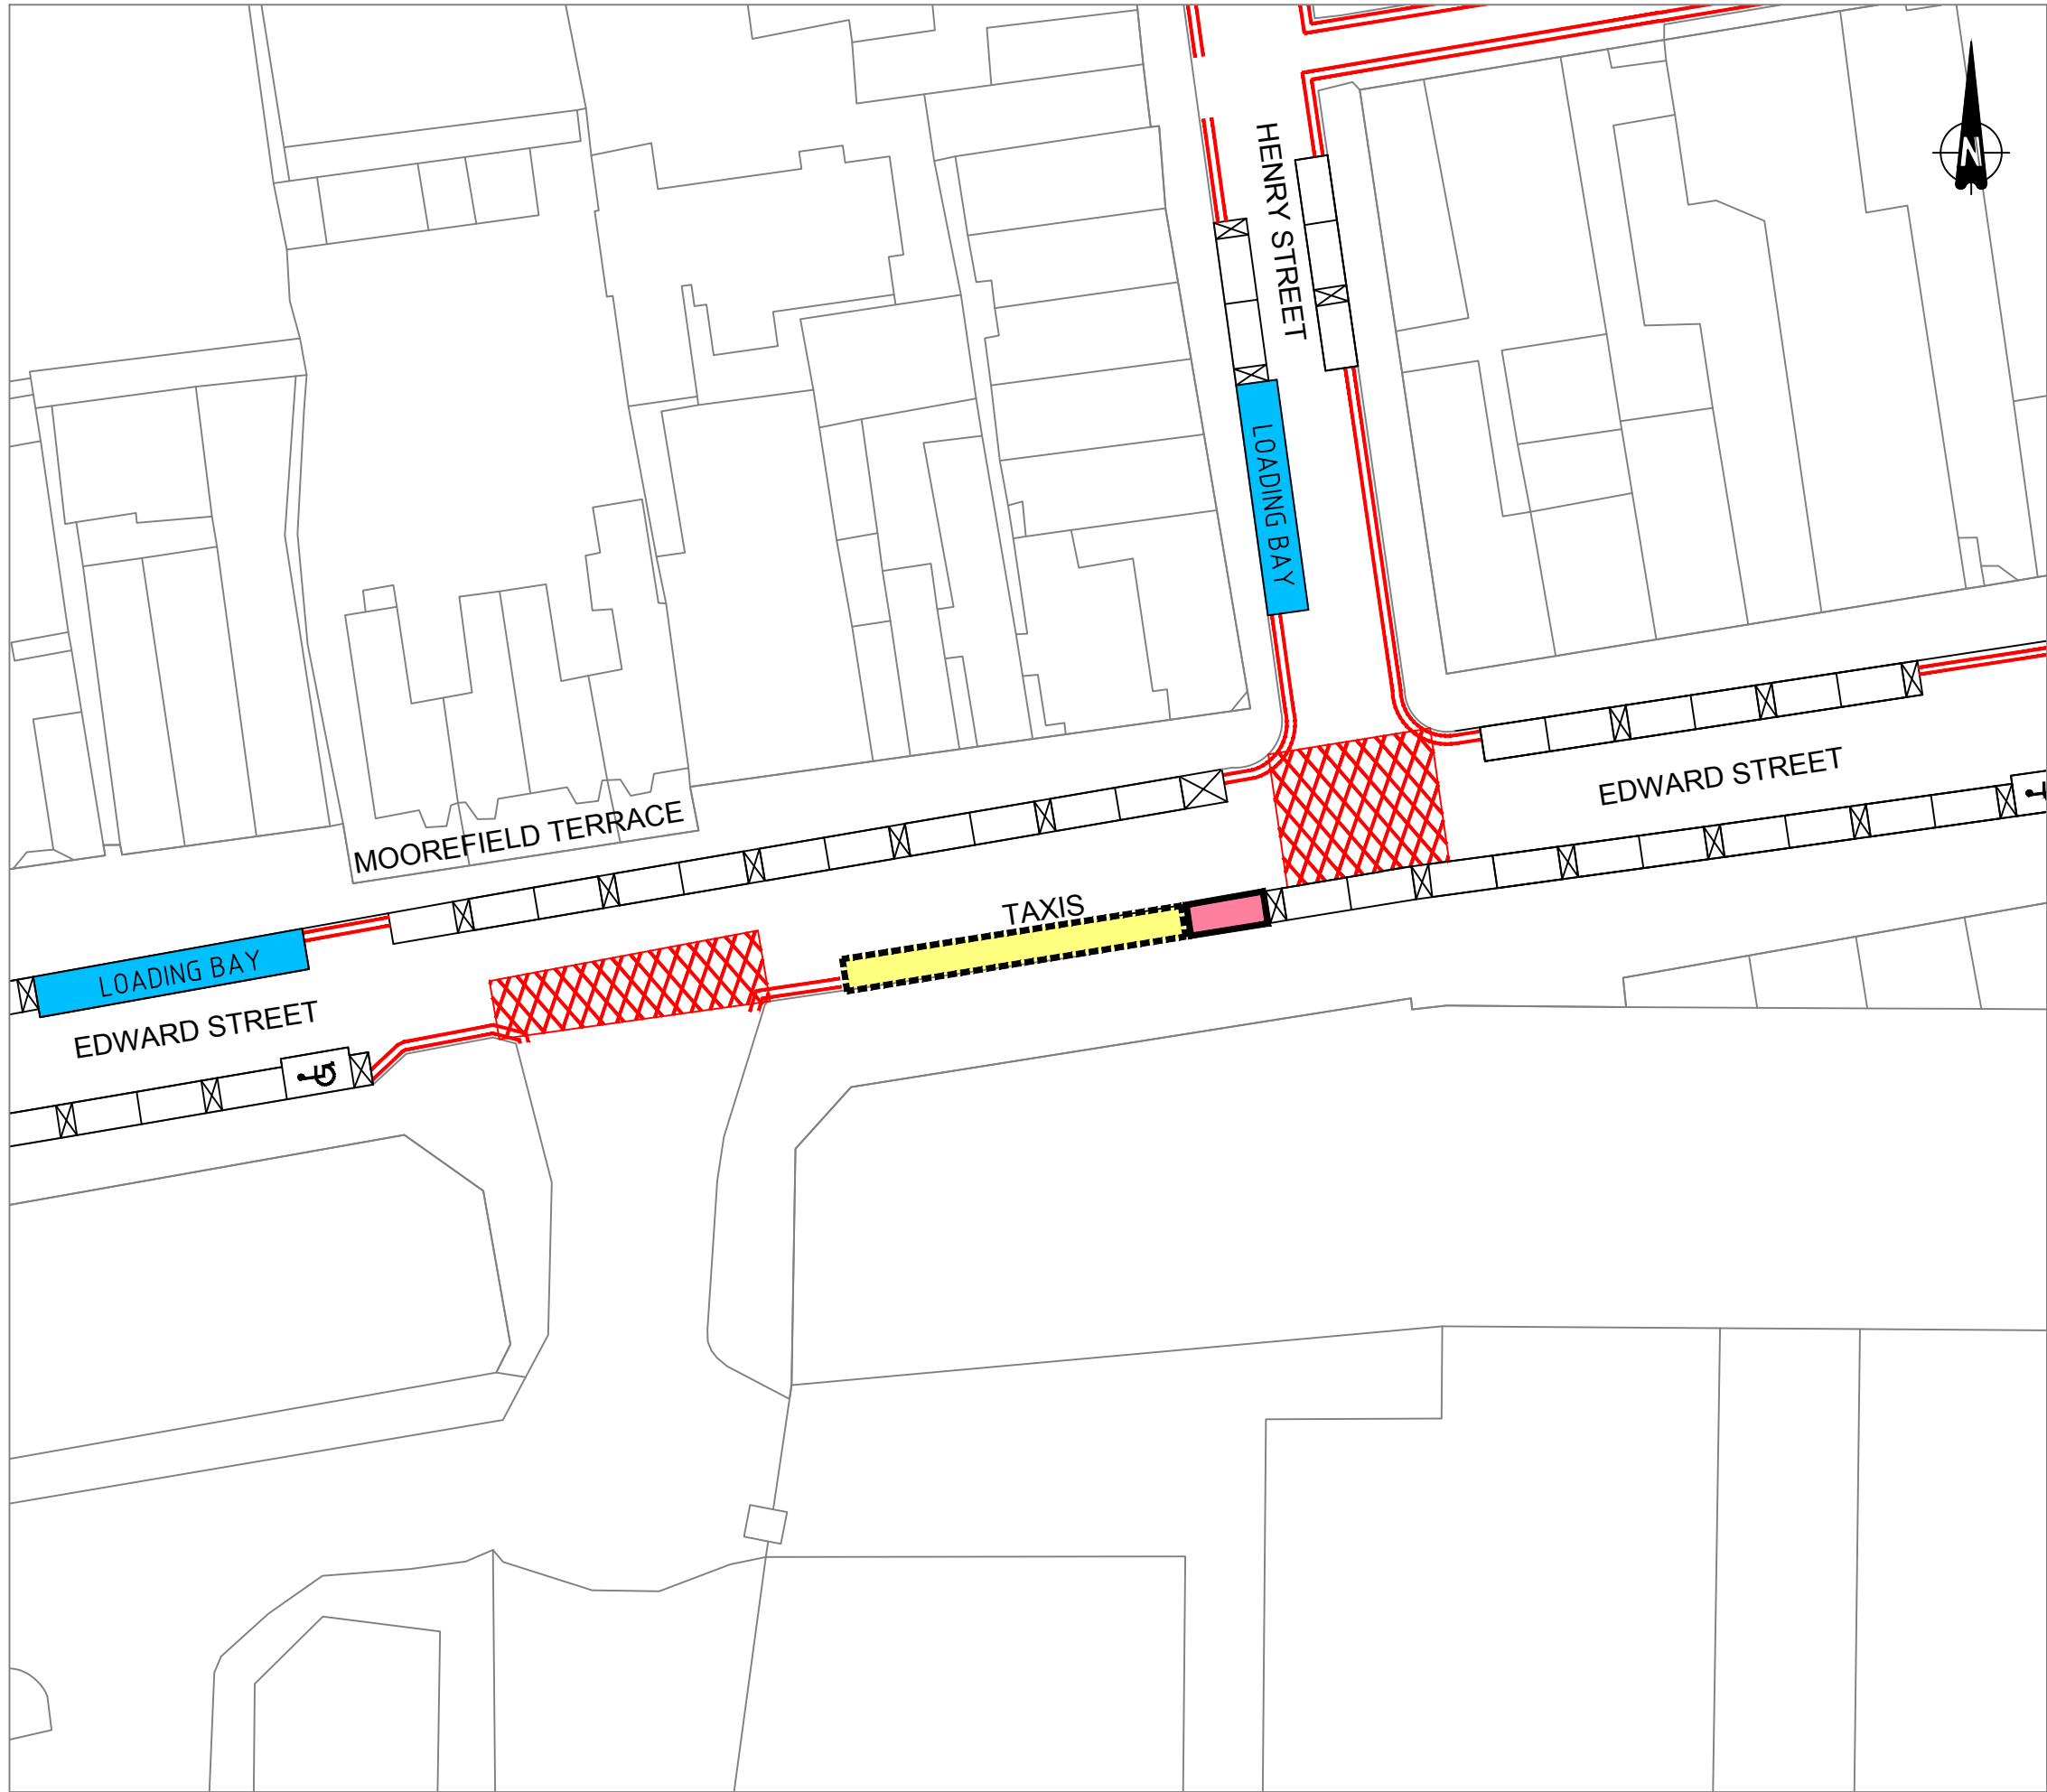 N
HENRY STREET
LOADING BAY
EDWARD STREET
MOOREFIELD TERRACE
TAXIS
LOADING BAY
EDWARD STREET